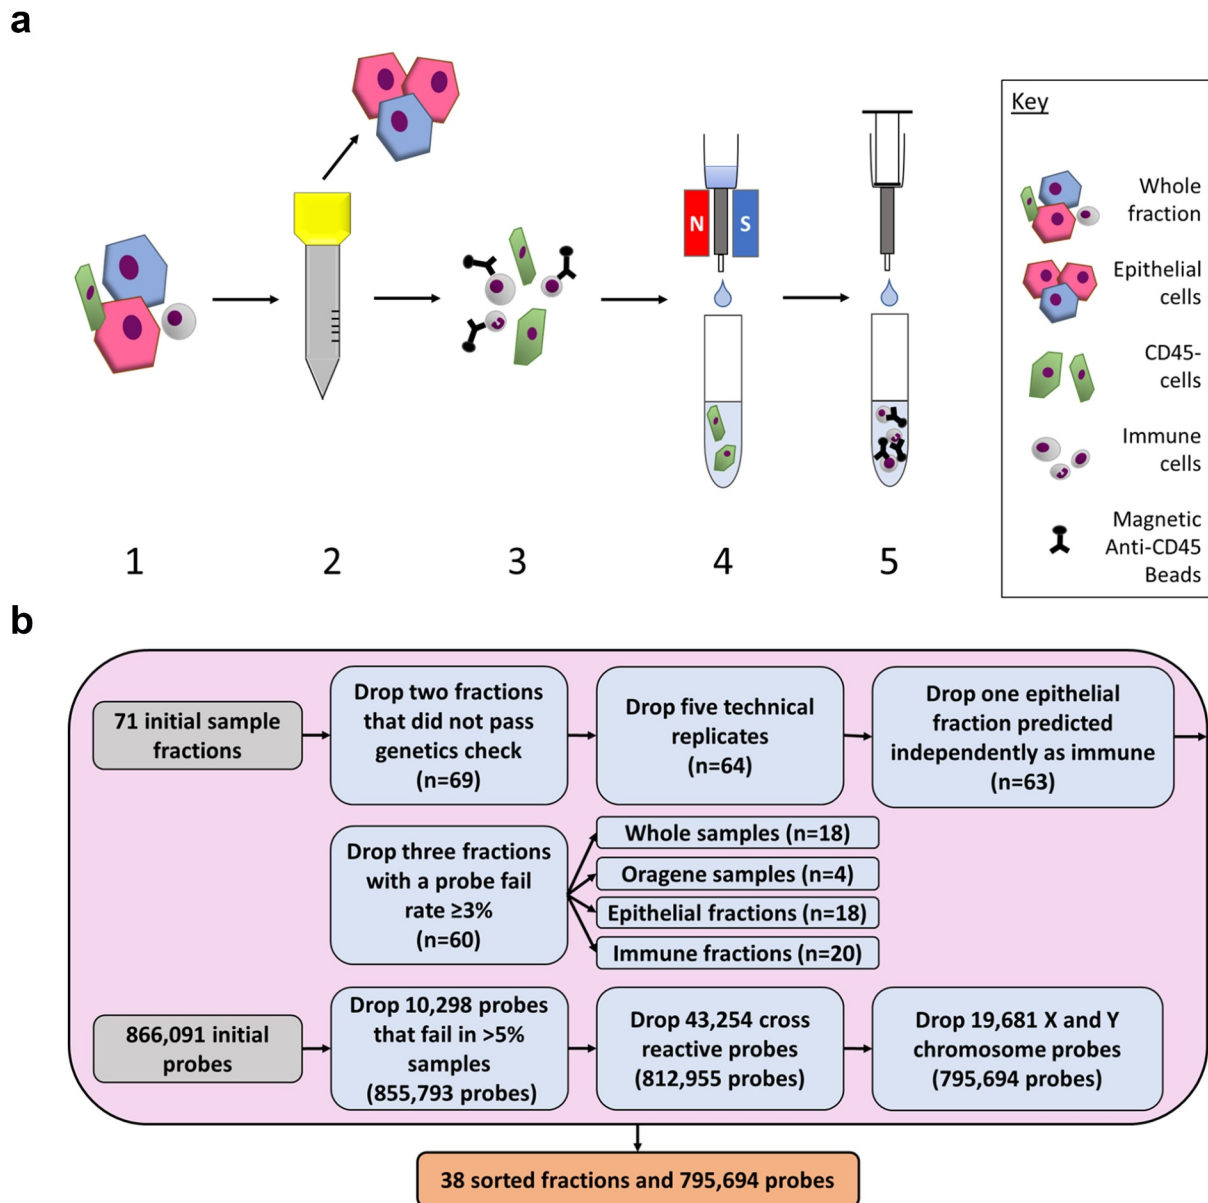 a
Key
Whole
fraction
Epithelial
cells
CD45-
cells
Immune
cells
Magnetic
Anti-CD45
Beads
N
S
1
2
3
4
5
b
71 initial sample
fractions
Drop two fractions
that did not pass
genetics check
(n=69)
Drop five technical
replicates
(n=64)
Drop one epithelial
fraction predicted
independently as immune
(n=63)
Drop three fractions
with a probe fail
rate ≥3%
(n=60)
Whole samples (n=18)
Oragene samples (n=4)
Epithelial fractions (n=18)
Immune fractions (n=20)
866,091 initial
probes
Drop 10,298 probes
that fail in >5%
samples
(855,793 probes)
Drop 43,254 cross
reactive probes
(812,955 probes)
Drop 19,681 X and Y
chromosome probes
(795,694 probes)
38 sorted fractions and 795,694 probes